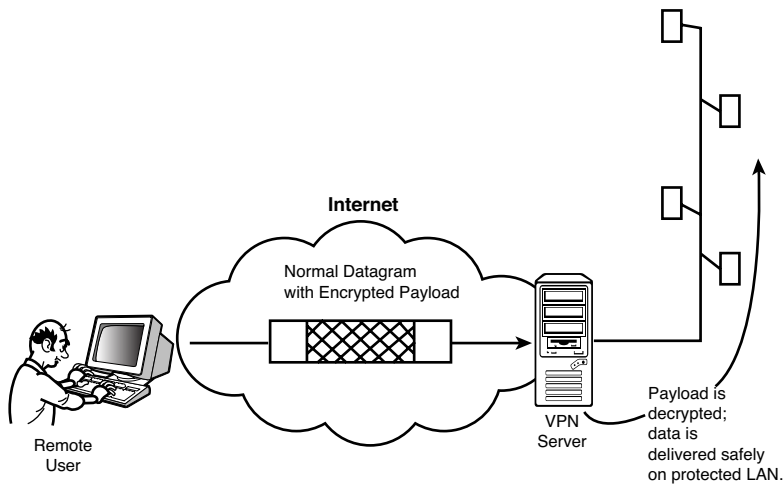 Internet
Normal Datagram
with Encrypted Payload
Remote
User
VPN
Server
Payload is
decrypted;
data is
delivered safely
on protected LAN.